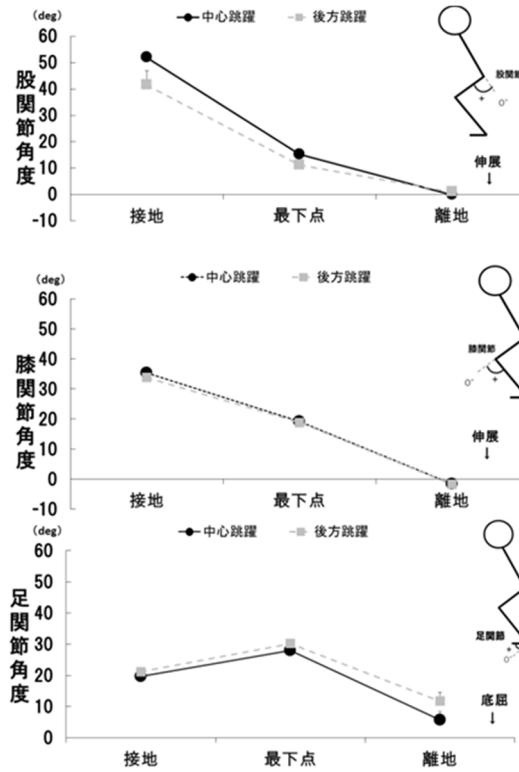 (deg)
中心跳躍 後方跳躍
60
50
40
30
20
10
0
-10
股関節角度
接地 最下点 離地
股関節
+
0°
伸展
↓
(deg)
中心跳躍 後方跳躍
60
50
40
30
20
10
0
-10
膝関節角度
接地 最下点 離地
膝関節
0°
+
伸展
↓
(deg)
中心跳躍 後方跳躍
60
50
40
30
20
10
0
足関節角度
接地 最下点 離地
足関節
+
0
底屈
↓